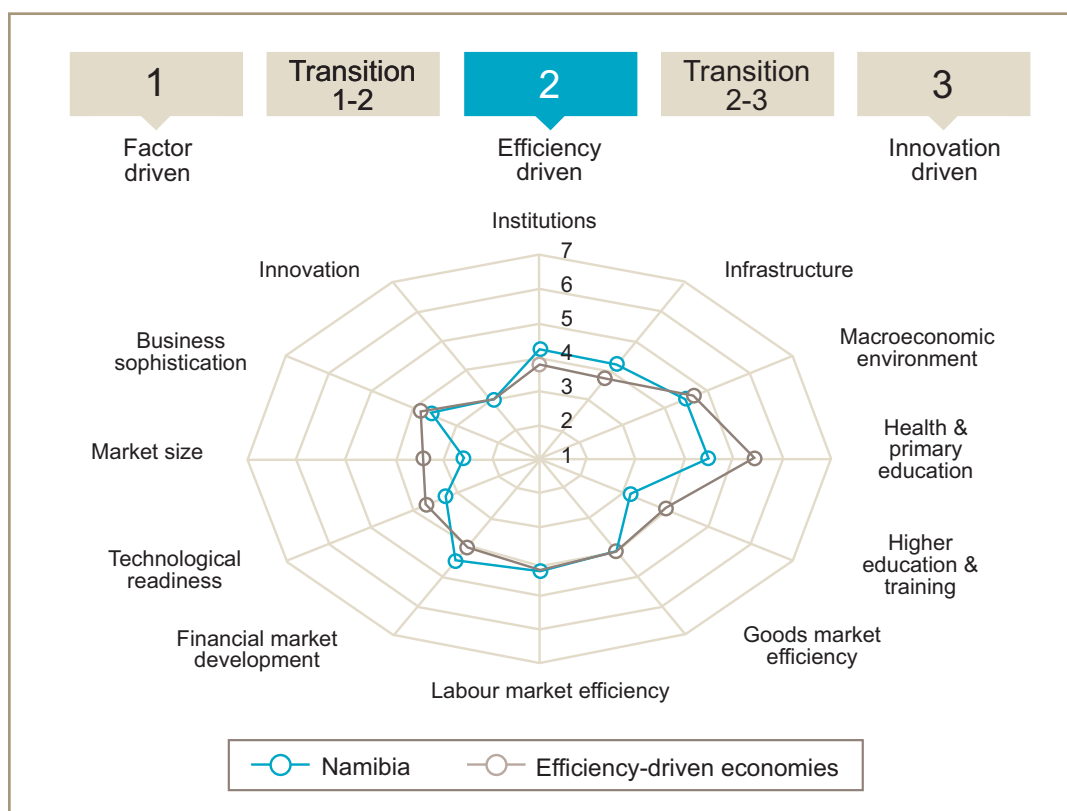 1
Transition
1-2
2
Transition
2-3
3
Factor
driven
Efficiency
driven
Innovation
driven
Institutions
Innovation
Infrastructure
Business
sophistication
Macroeconomic
environment
Market size
Health &
primary
education
Technological
readiness
Higher
education &
training
Financial market
development
Goods market
efficiency
Labour market efficiency
7
6
5
4
3
2
1
Namibia
Efficiency-driven economies